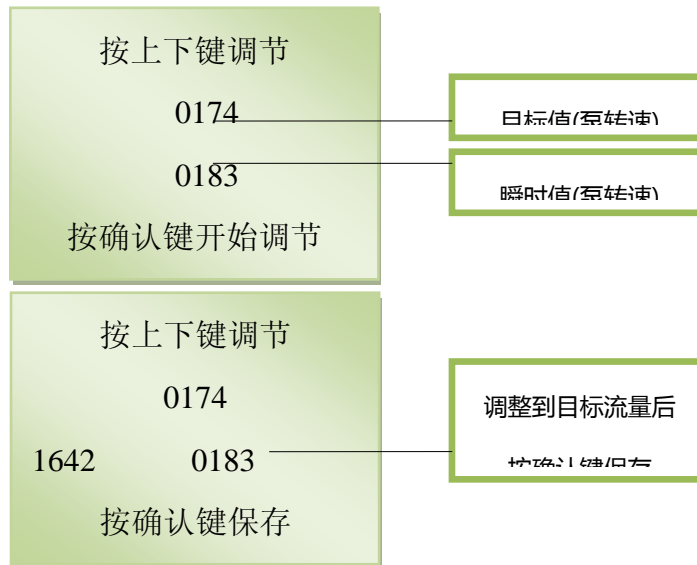 按上下键调节
0174
目标值(泵转速)
0183
瞬时值(泵转速)
按确认键开始调节
按上下键调节
0174
调整到目标流量后
1642 0183
按确认键保存
按确认键保存